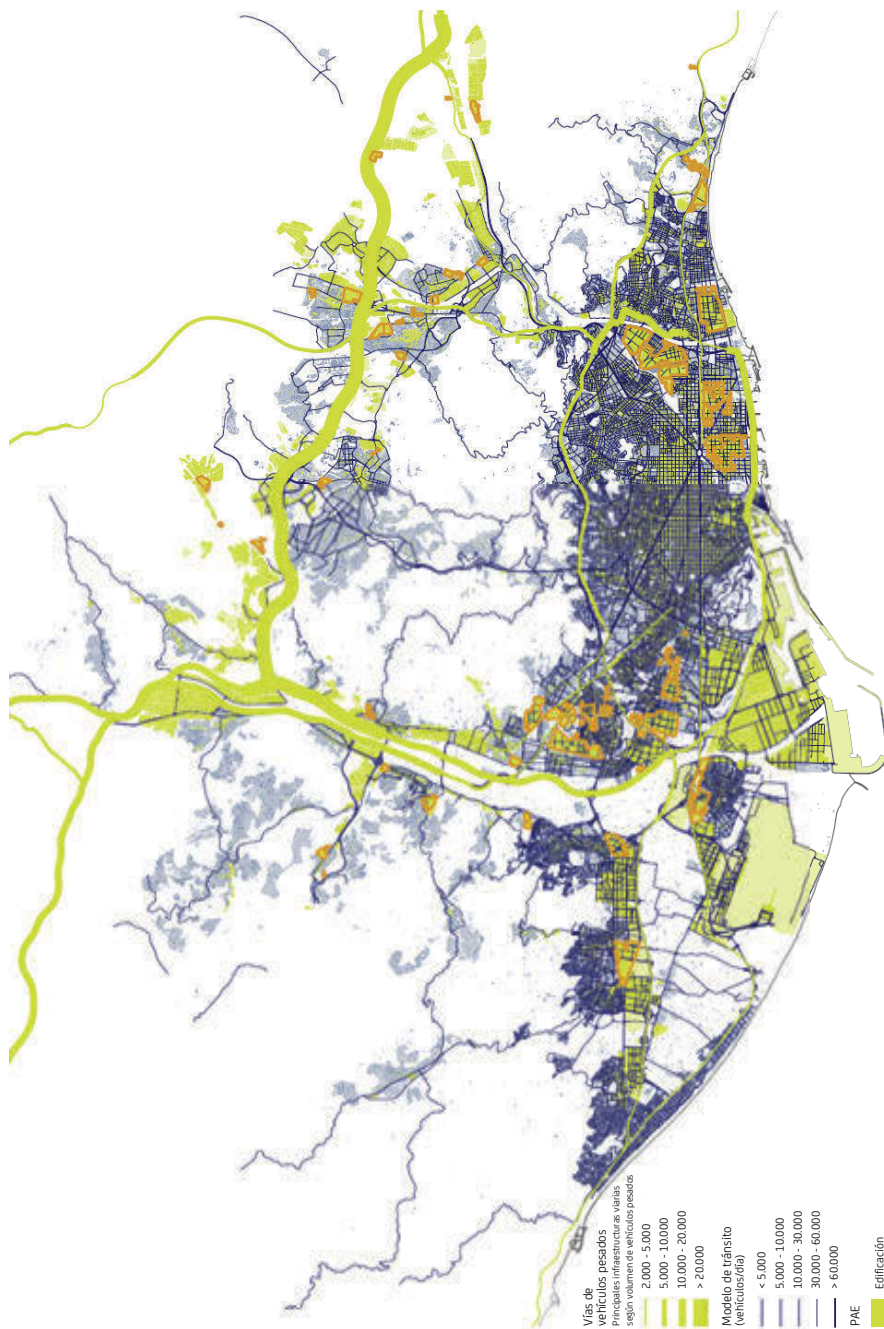 Vías de
vehículos pesados
Principales infraestructuras viarias
según volumen de vehículos pesados
2.000 - 5.000
5.000 - 10.000
10.000 - 20.000
> 20.000
Modelo de tránsito
(vehículos/día)
< 5.000
5.000 - 10.000
10.000 - 30.000
30.000 - 60.000
> 60.000
PAE
Edificación